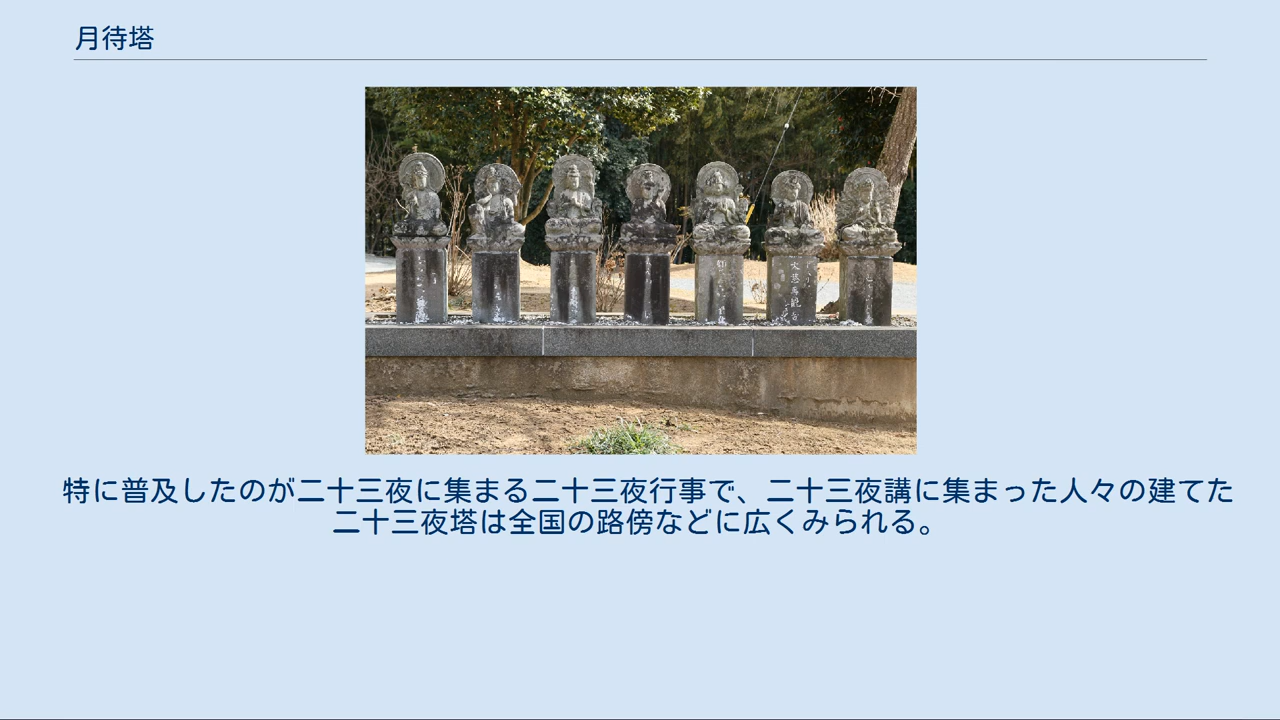 月待塔
特に普及したのが二十三夜に集まる二十三夜行事で、二十三夜講に集まった人々の建てた
二十三夜塔は全国の路傍などに広くみられる。